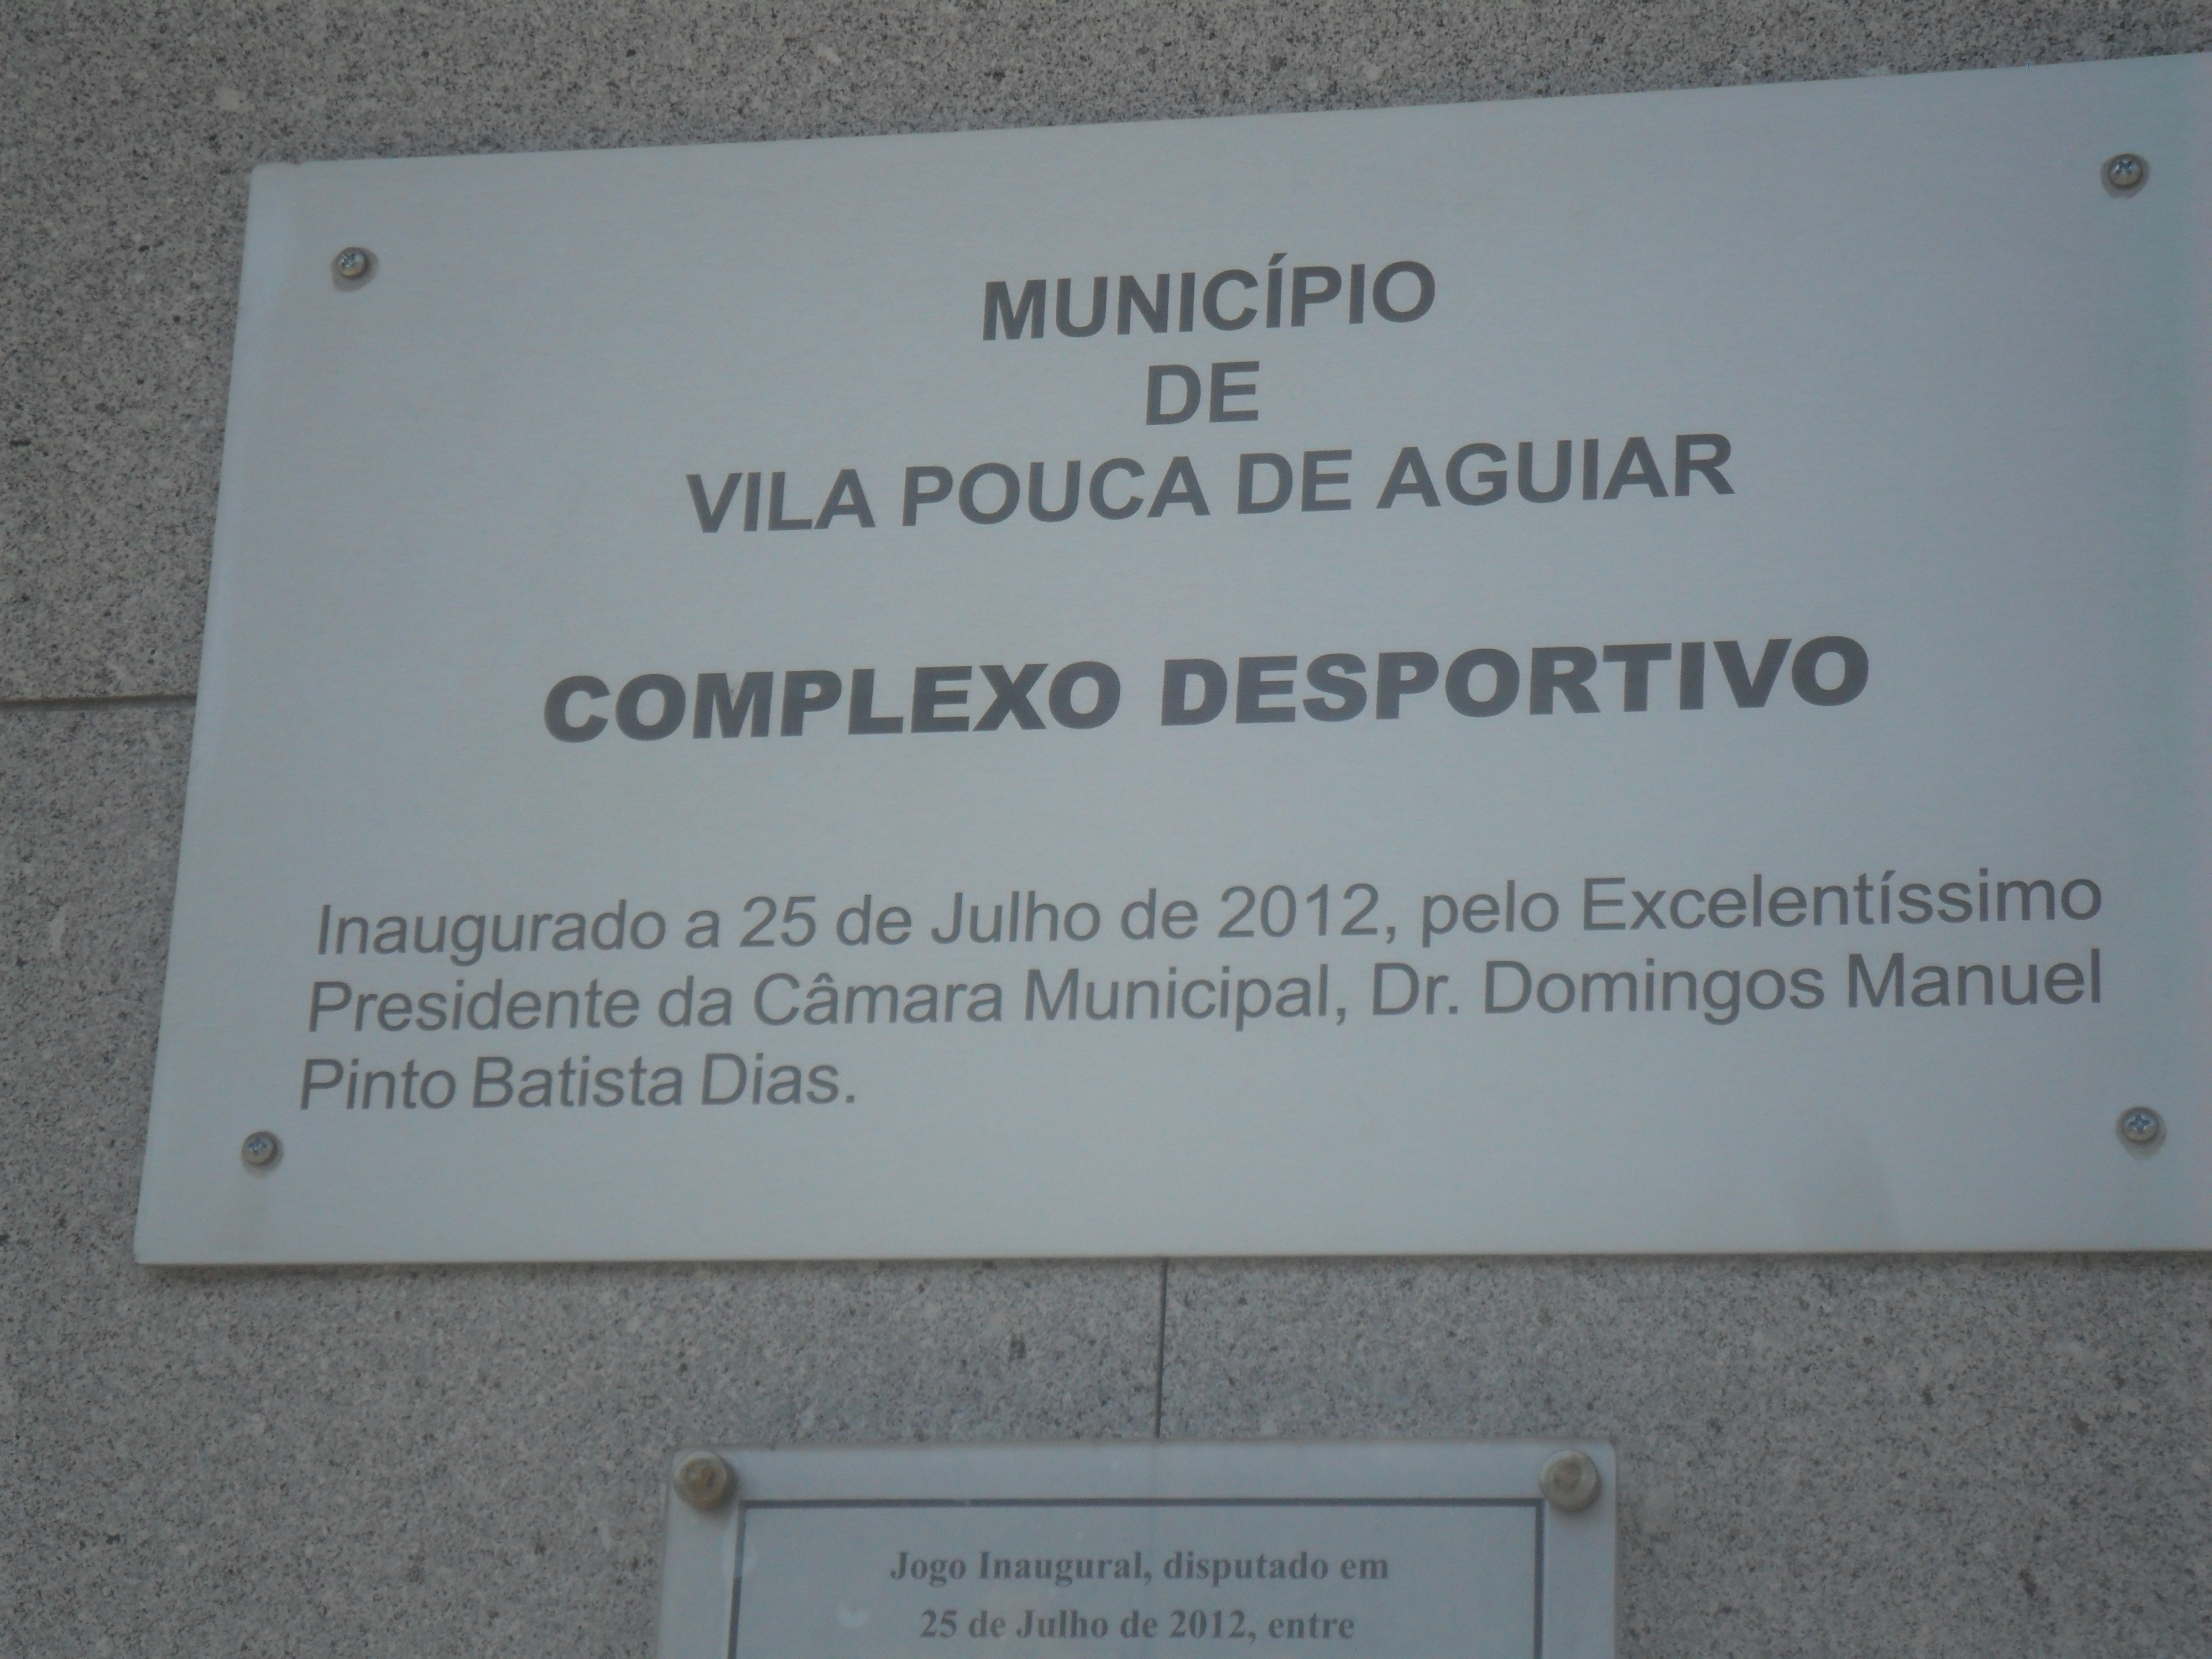 MUNICÍPIO
DE
VILA POUCA DE AGUIAR
COMPLEXO DESPORTIVO
Inaugurado a 25 de Julho de 2012, pelo Excelentíssimo
Presidente da Câmara Municipal, Dr. Domingos Manuel
Pinto Batista Dias.
Jogo Inaugural, disputado em
25 de Julho de 2012, entre